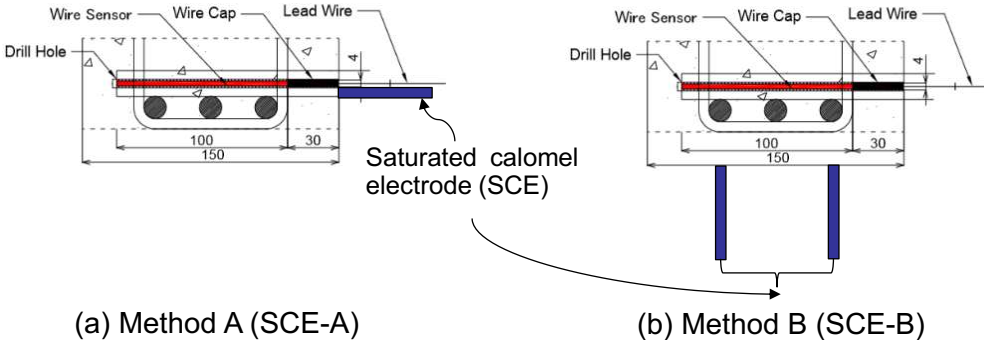 Wire Sensor
Wire Cap
Lead Wire
Drill Hole
4
100
30
150
Saturated calomel
electrode (SCE)
(a) Method A (SCE-A)
Wire Sensor
Wire Cap
Lead Wire
Drill Hole
4
100
30
150
(b) Method B (SCE-B)